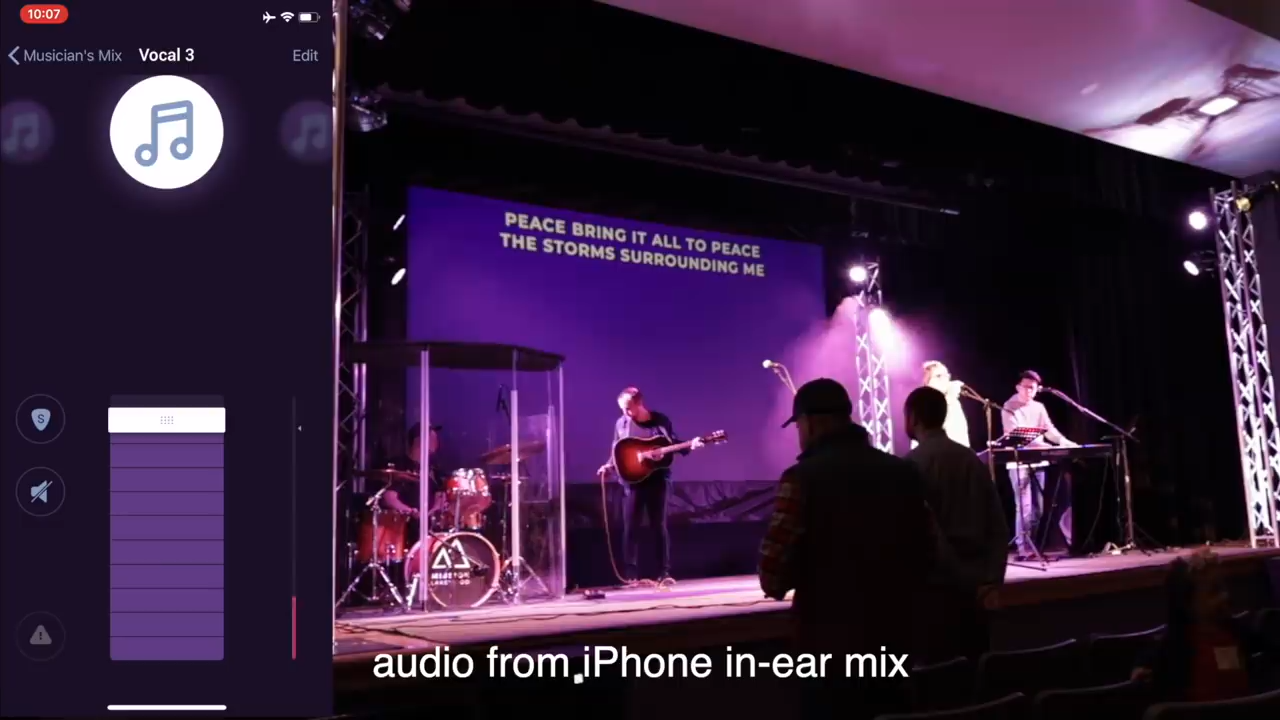 10:07
Musician's Mix
Vocal 3
Edit
S
PEACE BRING IT ALL TO PEACE
THE STORMS SURROUNDING ME
MISSION
audio from iPhone in-ear mix